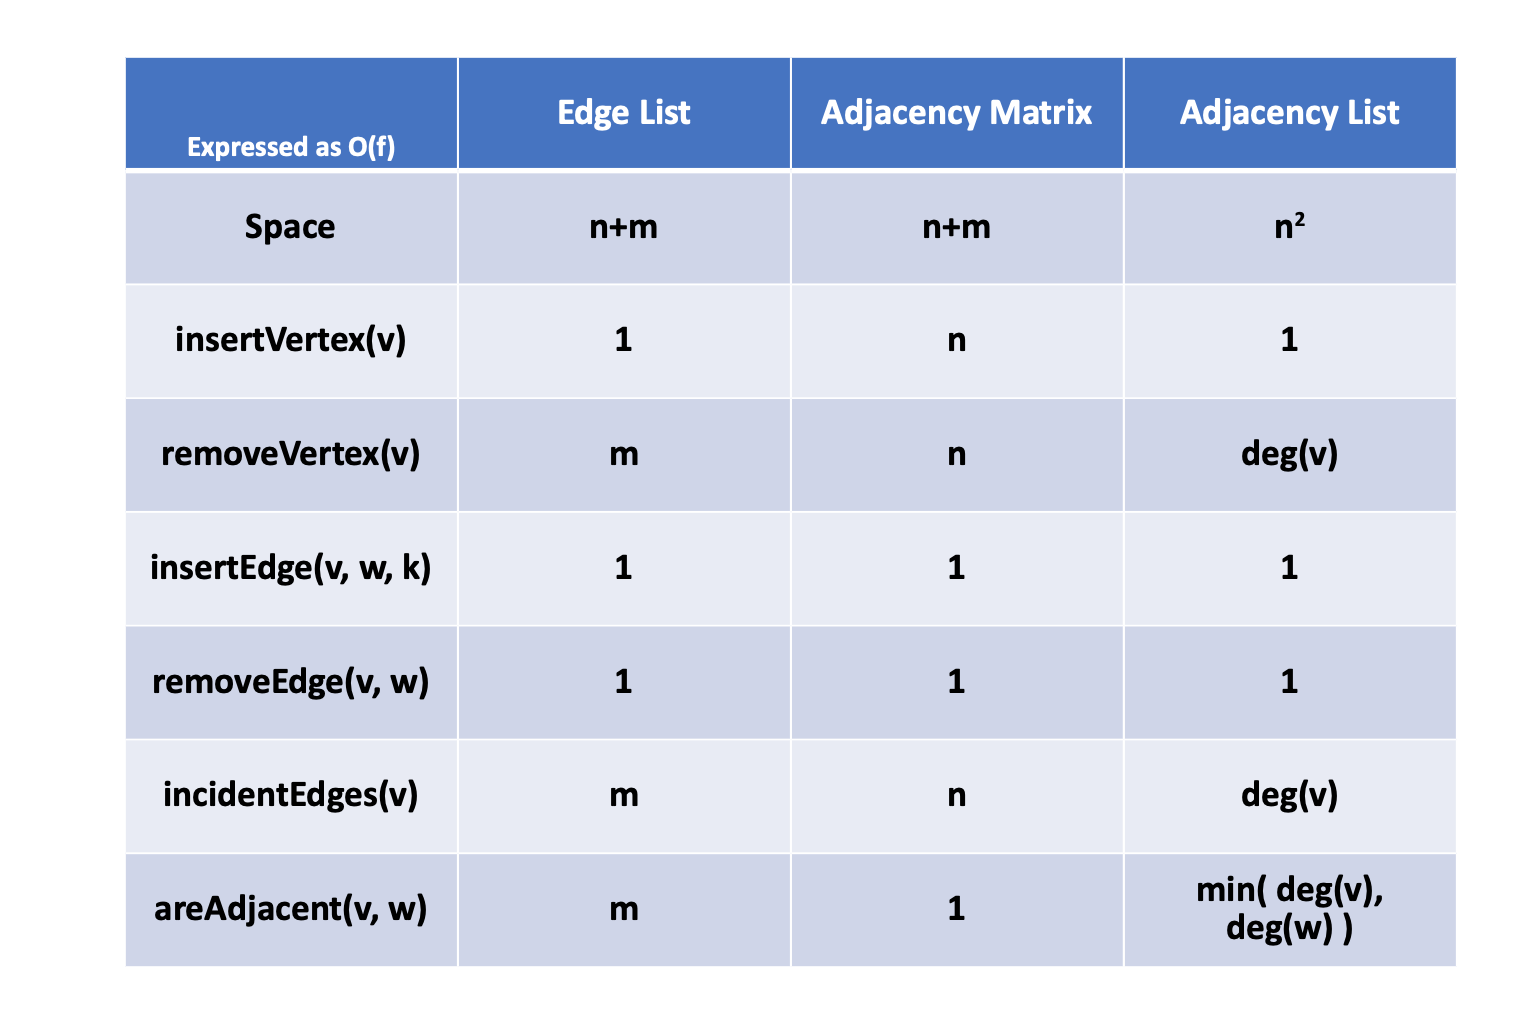 Expressed as O(f)
Edge List
Adjacency Matrix
Adjacency List
Space
n+m
n+m
n²
insertVertex(v)
1
n
1
removeVertex(v)
m
n
deg(v)
insertEdge(v, w, k)
1
1
1
removeEdge(v, w)
1
1
1
incidentEdges(v)
m
n
deg(v)
areAdjacent(v, w)
m
1
min( deg(v),
deg(w) )